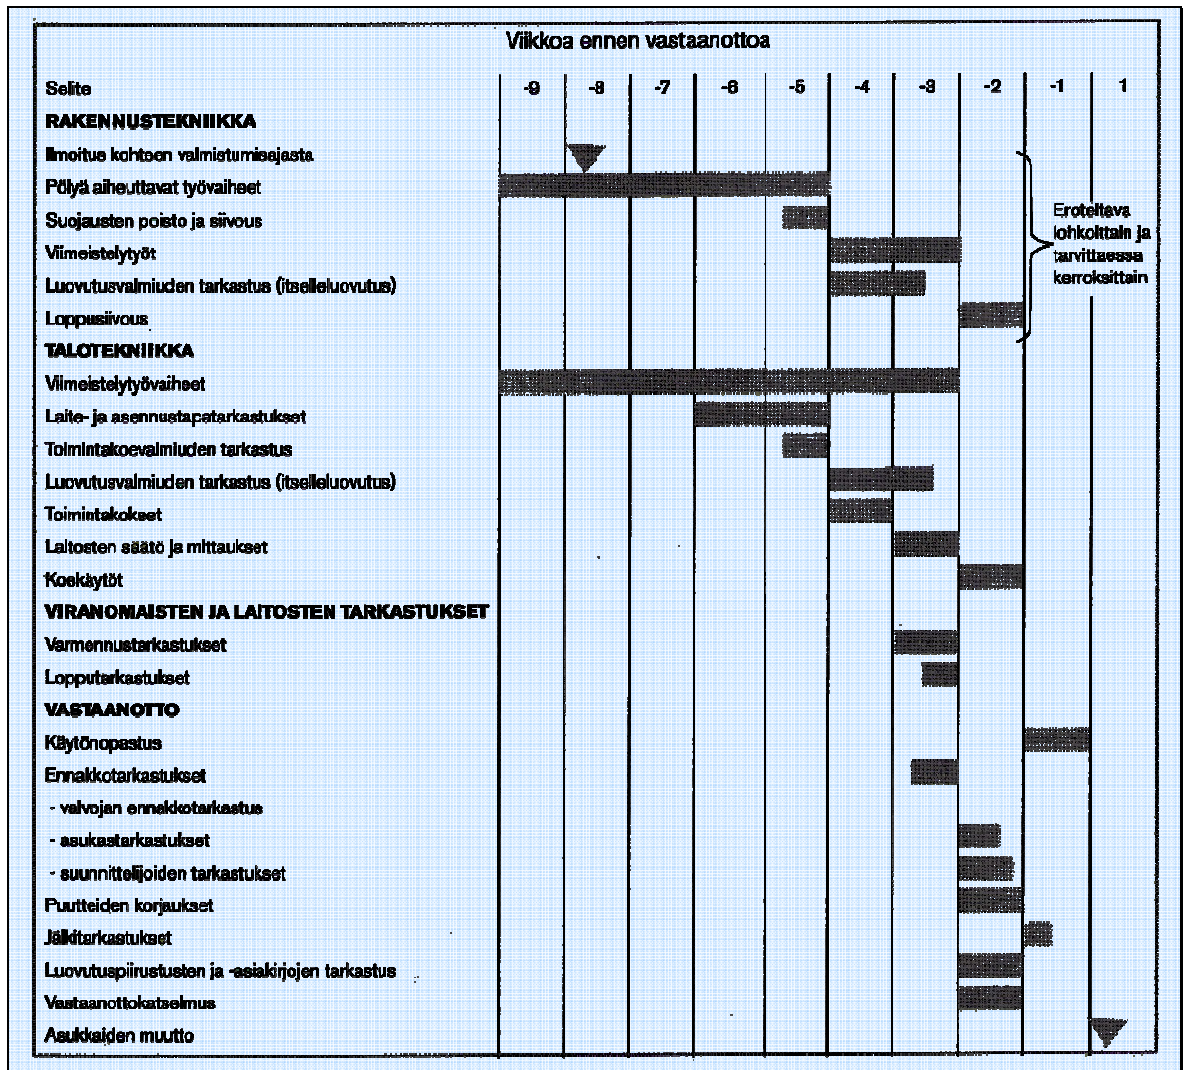 Viikkoa ennen vastaanottoa
Selite -9 -8 -7 -6 -5 -4 -3 -2 -1 1
RAKENNUSTEKNIIKKA
Ilmoitus kohteen valmistumisajasta
Pölyä aiheuttavat työvaiheet
Suojausten poisto ja siivous
Viimeistelytyöt
Luovutusvalmiuden tarkastus (itselleluovutus)
Loppusiivous
Eroteltava
lohkoittain ja
tarvittaessa
kerroksittain
TALOTEKNIIKKA
Viimeistelytyövaiheet
Laite- ja asennustapatarkastukset
Toimintakoevalmiuden tarkastus
Luovutusvalmiuden tarkastus (itselleluovutus)
Toimintakokeet
Laitosten säätö ja mittaukset
Koekäytöt
VIRANOMAISTEN JA LAITOSTEN TARKASTUKSET
Varmennustarkastukset
Lopputarkastukset
VASTAANOTTO
Käytönopastus
Ennakkotarkastukset
- valvojan ennakkotarkastus
- asukastarkastukset
- suunnittelijoiden tarkastukset
Puutteiden korjaukset
Jälkitarkastukset
Luovutuspiirustusten ja -asiakirjojen tarkastus
Vastaanottokatselmus
Asukkaiden muutto